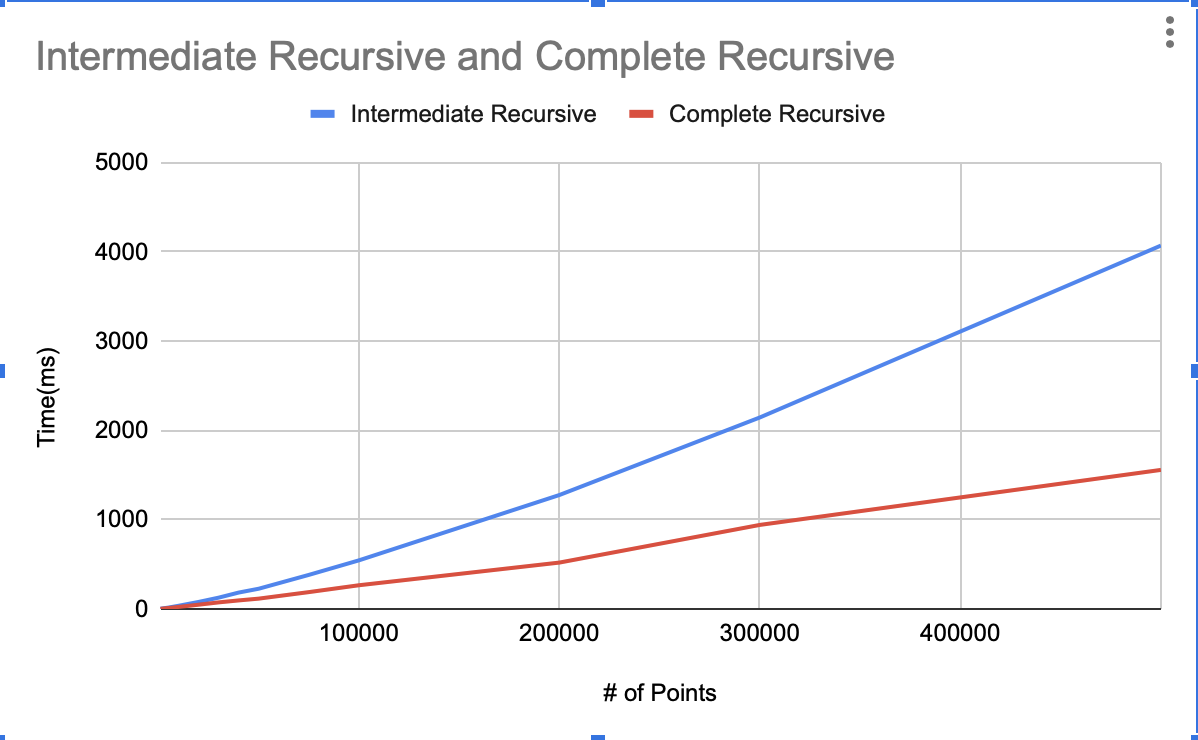 Intermediate Recursive and Complete Recursive
Intermediate Recursive Complete Recursive
5000
4000
3000
2000
1000
0
Time(ms)
100000 200000 300000 400000
# of Points